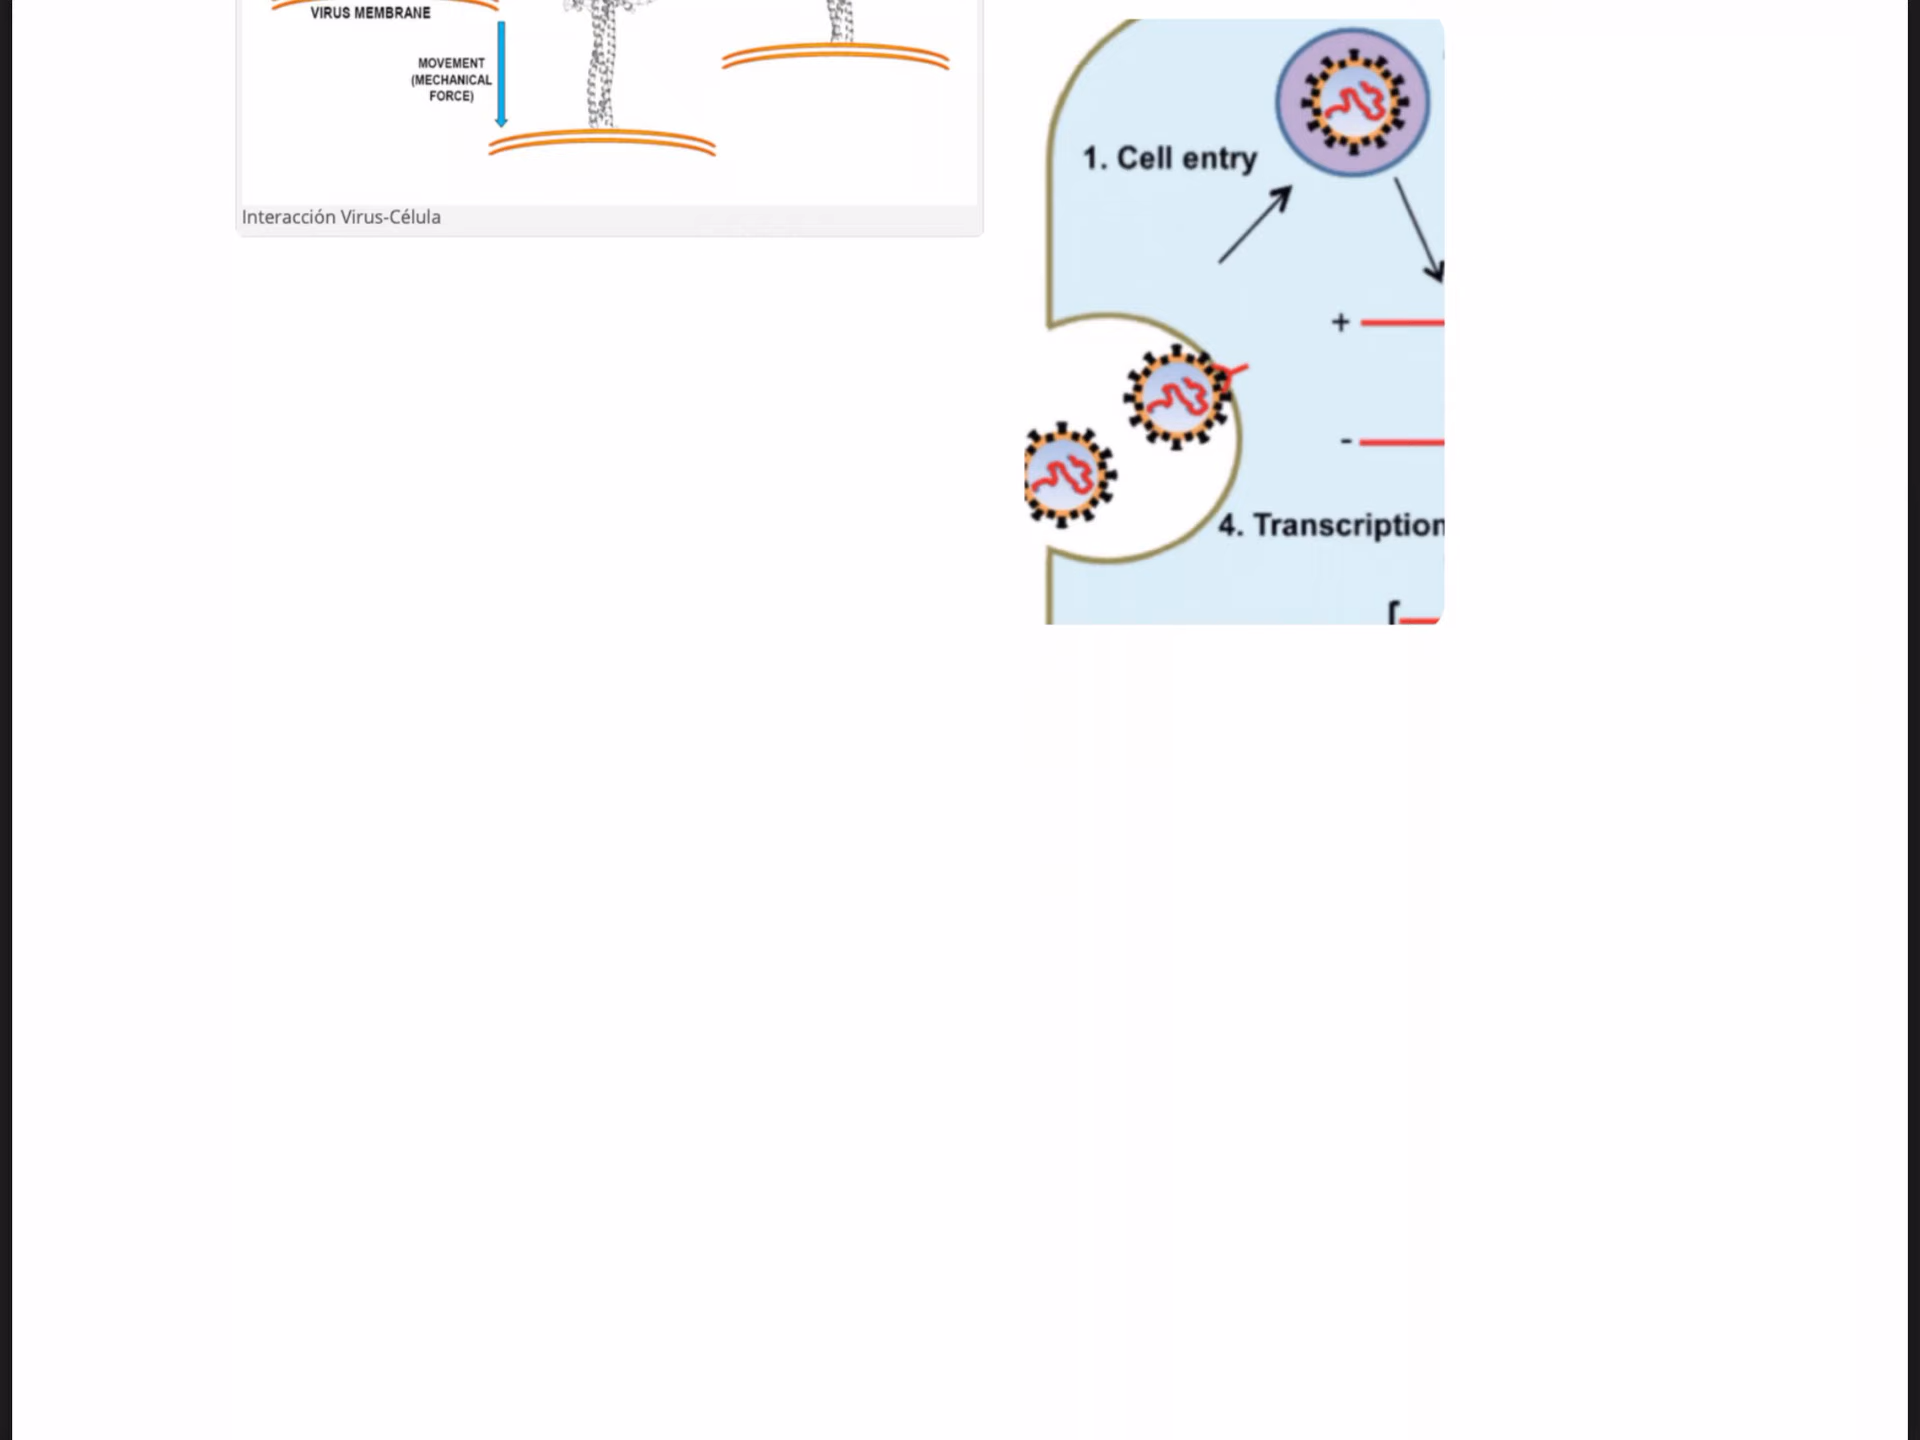 VIRUS MEMBRANE
MOVEMENT
(MECHANICAL
FORCE)
Interacción Virus-Célula
1. Cell entry
+
-
4. Transcription
[